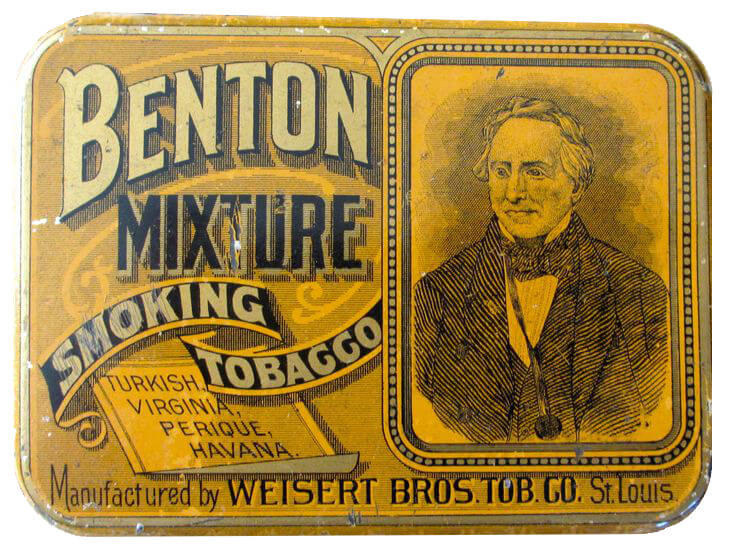 BENTON
MIXTURE
SMOKING
TOBACCO
TURKISH,
VIRGINIA,
PERIQUE,
HAVANA.
Manufactured by WEISERT BROS. TOB. CO. St. Louis.